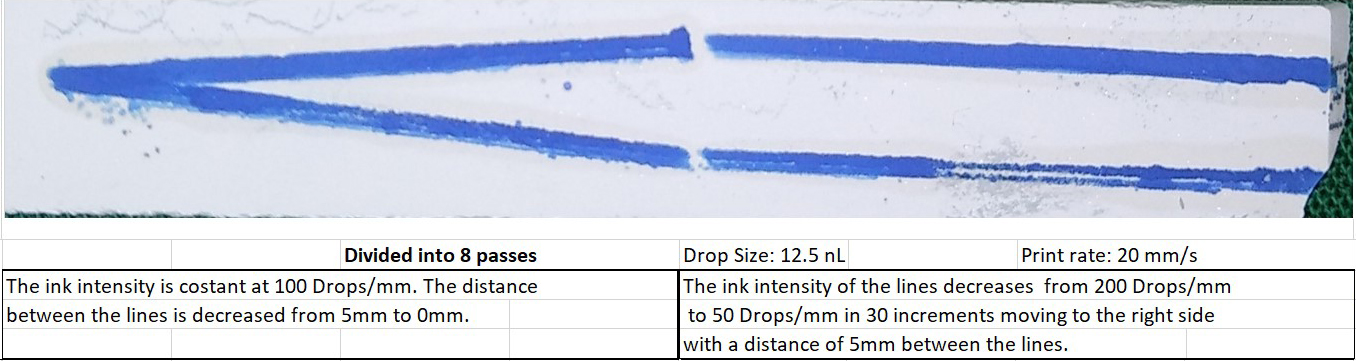 Divided into 8 passes Drop Size: 12.5 nL Print rate: 20 mm/s
The ink intensity is costant at 100 Drops/mm. The distance
between the lines is decreased from 5mm to 0mm.
The ink intensity of the lines decreases from 200 Drops/mm
to 50 Drops/mm in 30 increments moving to the right side
with a distance of 5mm between the lines.